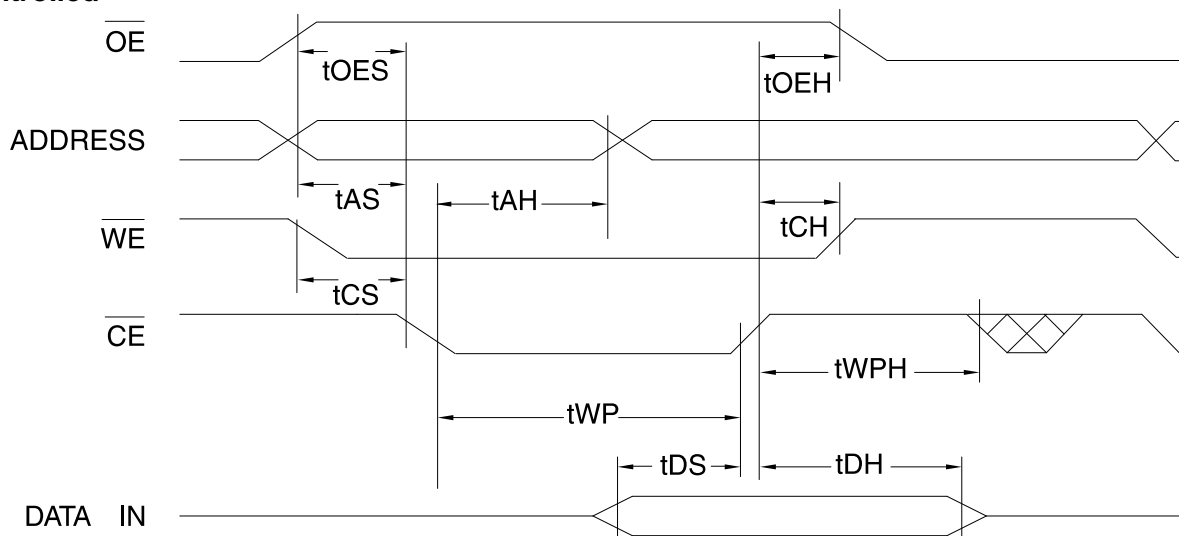 OE
tOES
tOEH
ADDRESS
tAS
tAH
tCH
WE
tCS
CE
tWPH
tWP
tDS
tDH
DATA IN